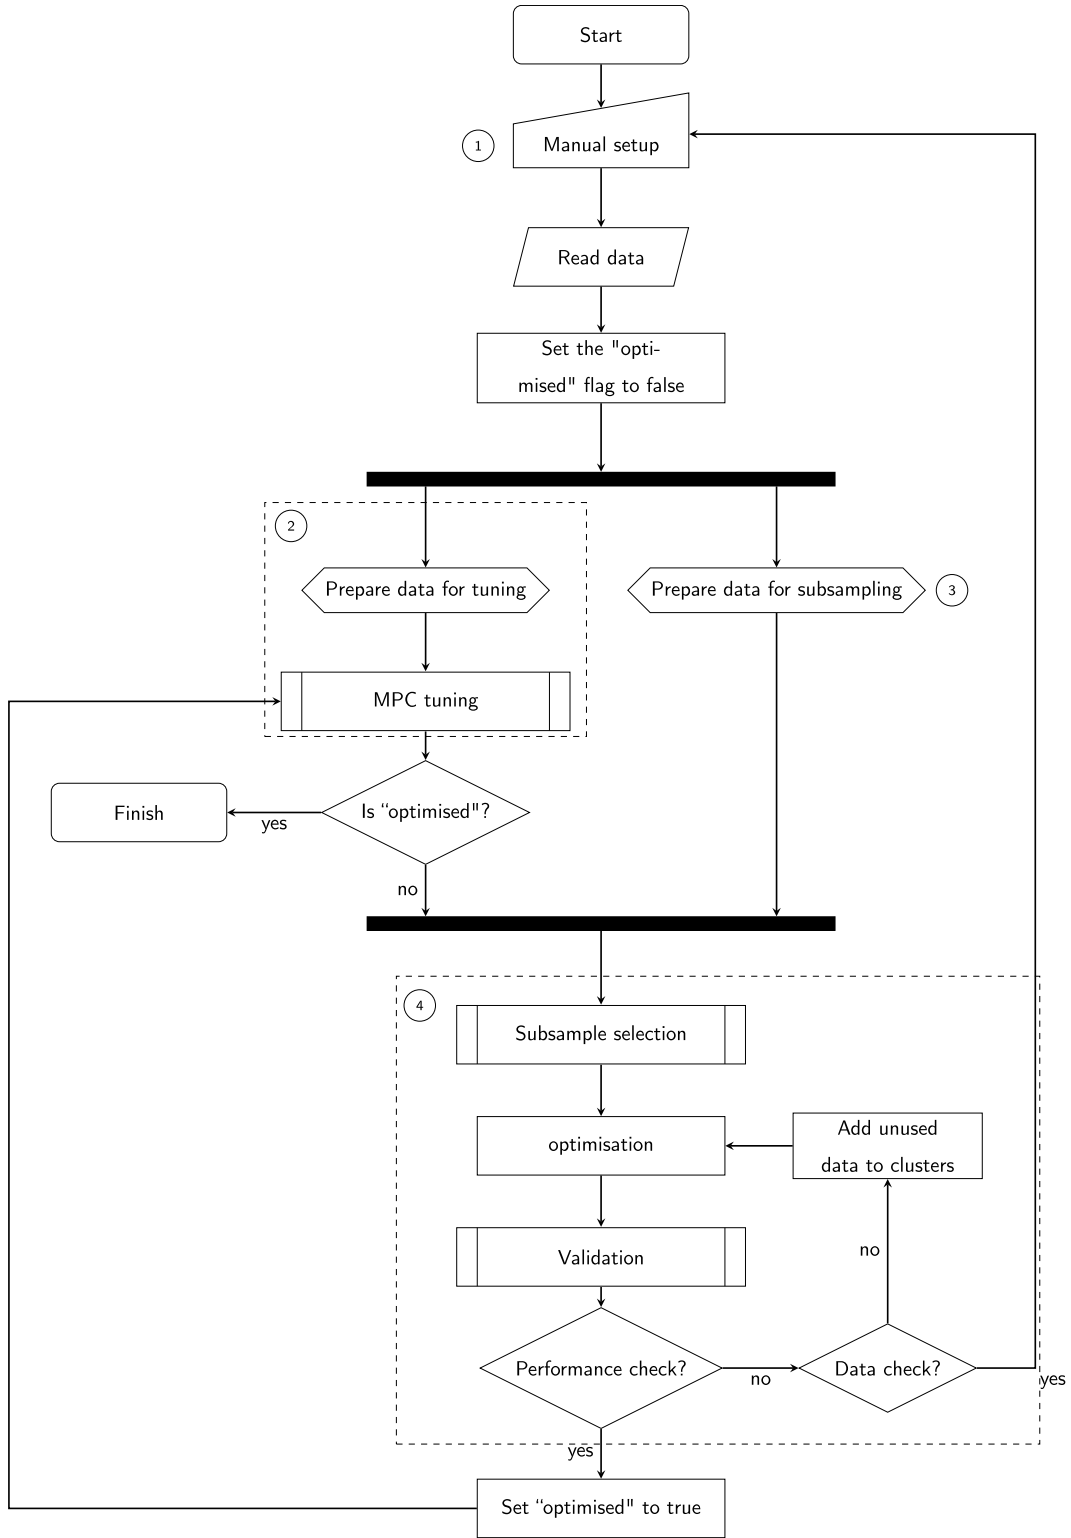 Start
1
Manual setup
Read data
Set the "opti-
mised" flag to false
2
Prepare data for tuning
Prepare data for subsampling
3
MPC tuning
Is “optimised"?
Finish
yes
no
4
Subsample selection
optimisation
Add unused
data to clusters
no
Validation
Performance check?
no
Data check?
yes
yes
Set “optimised" to true